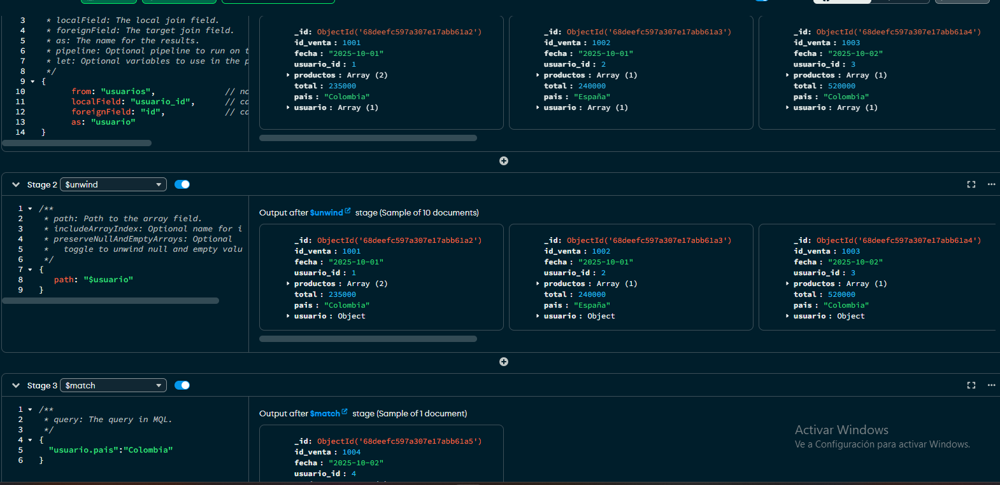 3 * localField: The local join field.
4 * foreignField: The target join field.
5 * as: The name for the results.
6 * pipeline: Optional pipeline to run on t
7 * let: Optional variables to use in the p
8 */
9 {
10 from: "usuarios", // no
11 localField: "usuario_id", // co
12 foreignField: "id", // co
13 as: "usuario"
14 }
_id: ObjectId('68deefc597a307e17abb61a2')
id_venta : 1001
fecha : "2025-10-01"
usuario_id : 1
productos : Array (2)
total : 235000
pais : "Colombia"
usuario : Array (1)
_id: ObjectId('68deefc597a307e17abb61a3')
id_venta : 1002
fecha : "2025-10-01"
usuario_id : 2
productos : Array (1)
total : 240000
pais : "España"
usuario : Array (1)
_id: ObjectId('68deefc597a307e17abb61a4')
id_venta : 1003
fecha : "2025-10-02"
usuario_id : 3
productos : Array (1)
total : 520000
pais : "Colombia"
usuario : Array (1)
Stage 2 $unwind
1 /**
2 * path: Path to the array field.
3 * includeArrayIndex: Optional name for i
4 * preserveNullAndEmptyArrays: Optional
5 * toggle to unwind null and empty valu
6 */
7 {
8 path: "$usuario"
9 }
Output after $unwind stage (Sample of 10 documents)
_id: ObjectId('68deefc597a307e17abb61a2')
id_venta : 1001
fecha : "2025-10-01"
usuario_id : 1
productos : Array (2)
total : 235000
pais : "Colombia"
usuario : Object
_id: ObjectId('68deefc597a307e17abb61a3')
id_venta : 1002
fecha : "2025-10-01"
usuario_id : 2
productos : Array (1)
total : 240000
pais : "España"
usuario : Object
_id: ObjectId('68deefc597a307e17abb61a4')
id_venta : 1003
fecha : "2025-10-02"
usuario_id : 3
productos : Array (1)
total : 520000
pais : "Colombia"
usuario : Object
Stage 3 $match
1 /**
2 * query: The query in MQL.
3 */
4 {
5 "usuario.pais":"Colombia"
6 }
Output after $match stage (Sample of 1 document)
_id: ObjectId('68deefc597a307e17abb61a5')
id_venta : 1004
fecha : "2025-10-02"
usuario_id : 4
Activar Windows
Ve a Configuración para activar Windows.